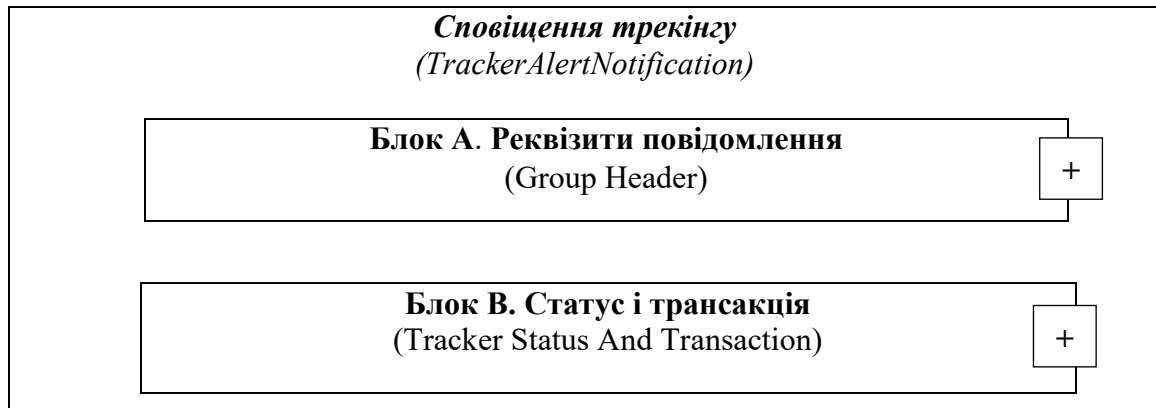 Сповіщення трекінгу
(TrackerAlertNotification)
Блок А. Реквізити повідомлення
(Group Header)
+
Блок В. Статус і трансакція
(Tracker Status And Transaction)
+